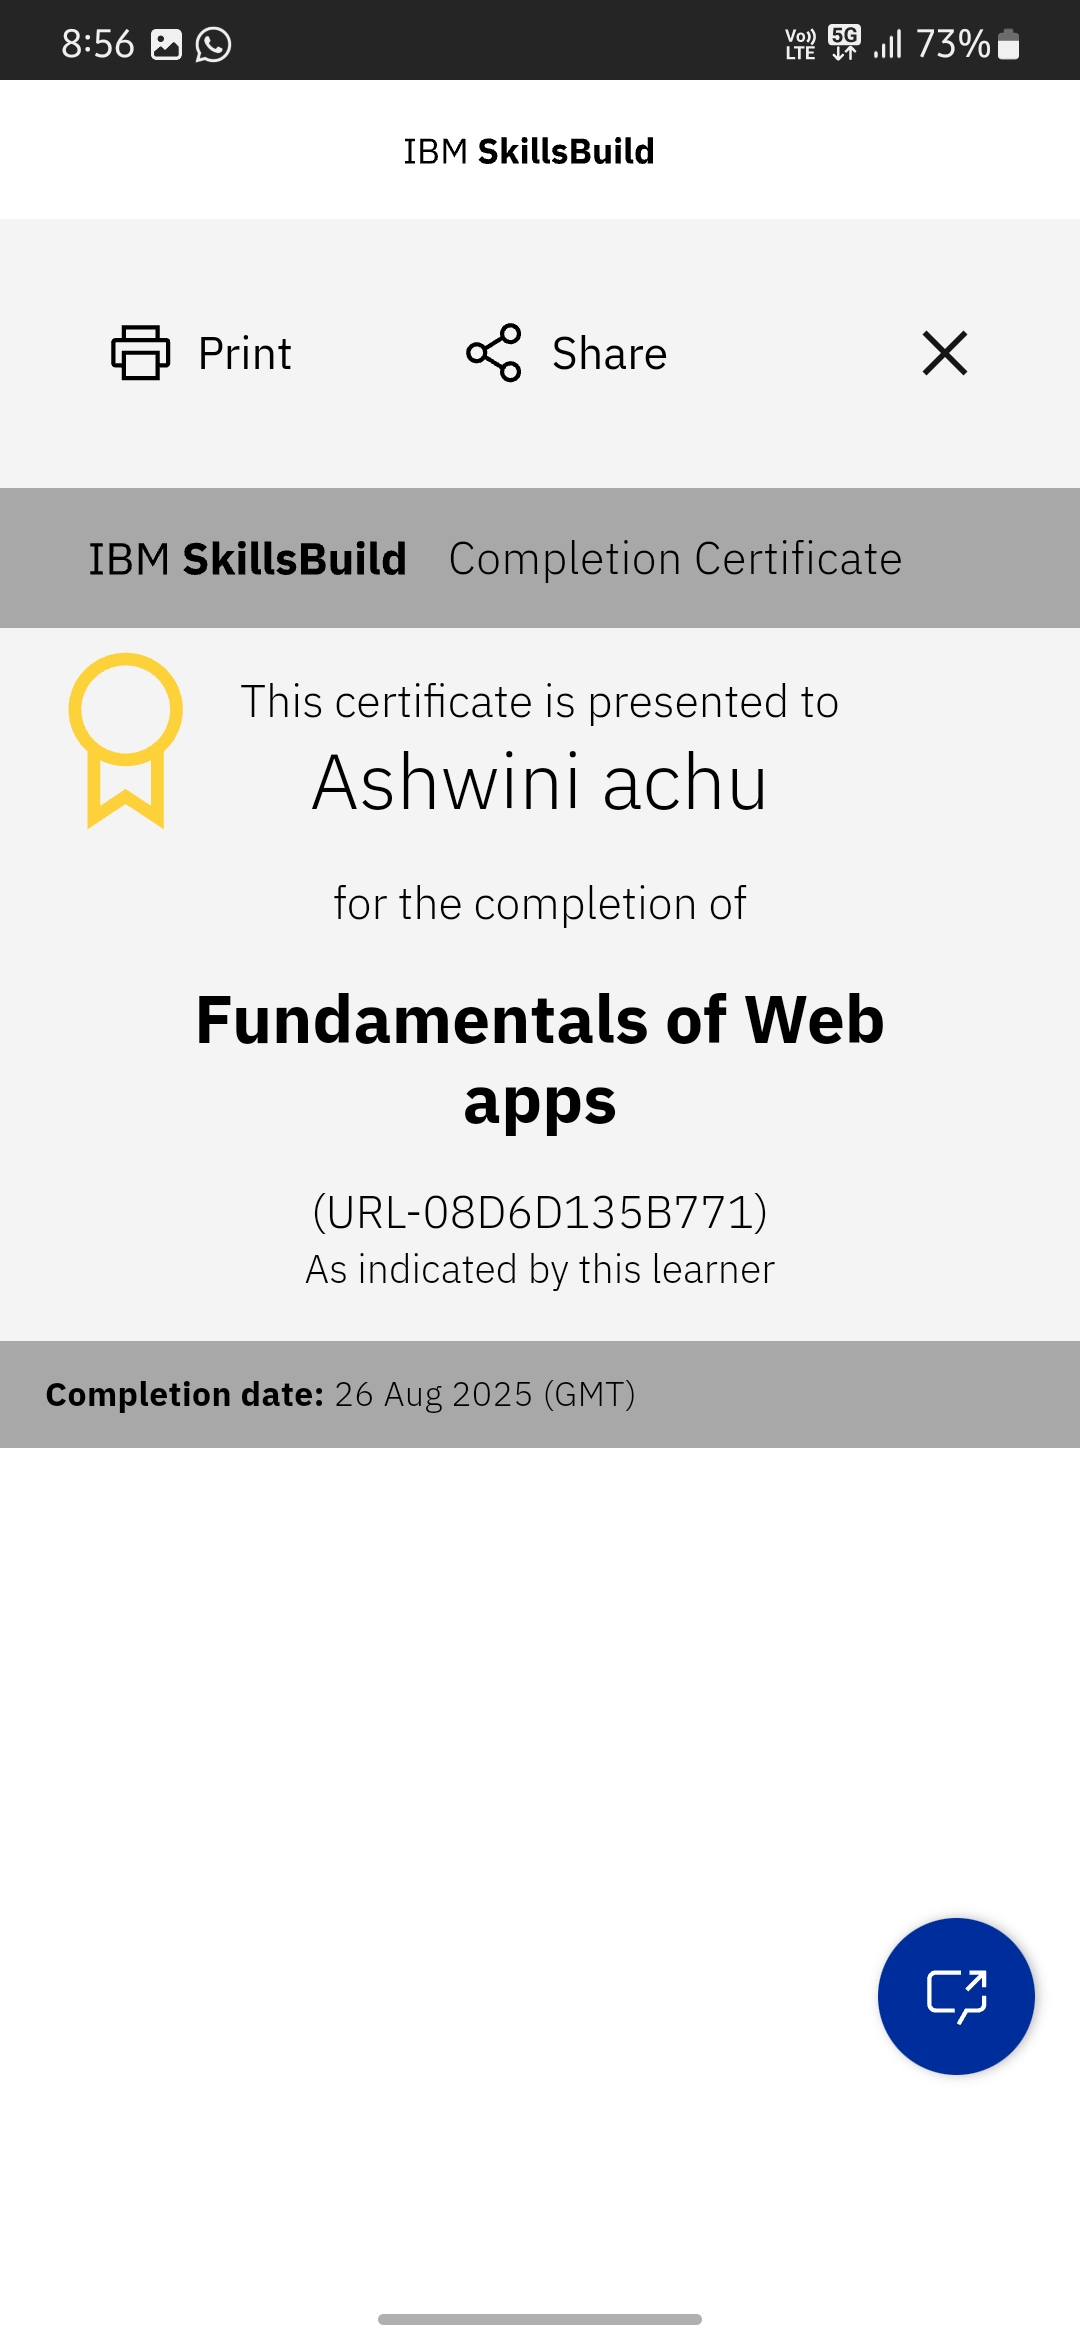 8:56 Vo)) LTE 5G 73%
IBM SkillsBuild
Print Share
IBM SkillsBuild Completion Certificate
This certificate is presented to
Ashwini achu
for the completion of
Fundamentals of Web
apps
(URL-08D6D135B771)
As indicated by this learner
Completion date: 26 Aug 2025 (GMT)